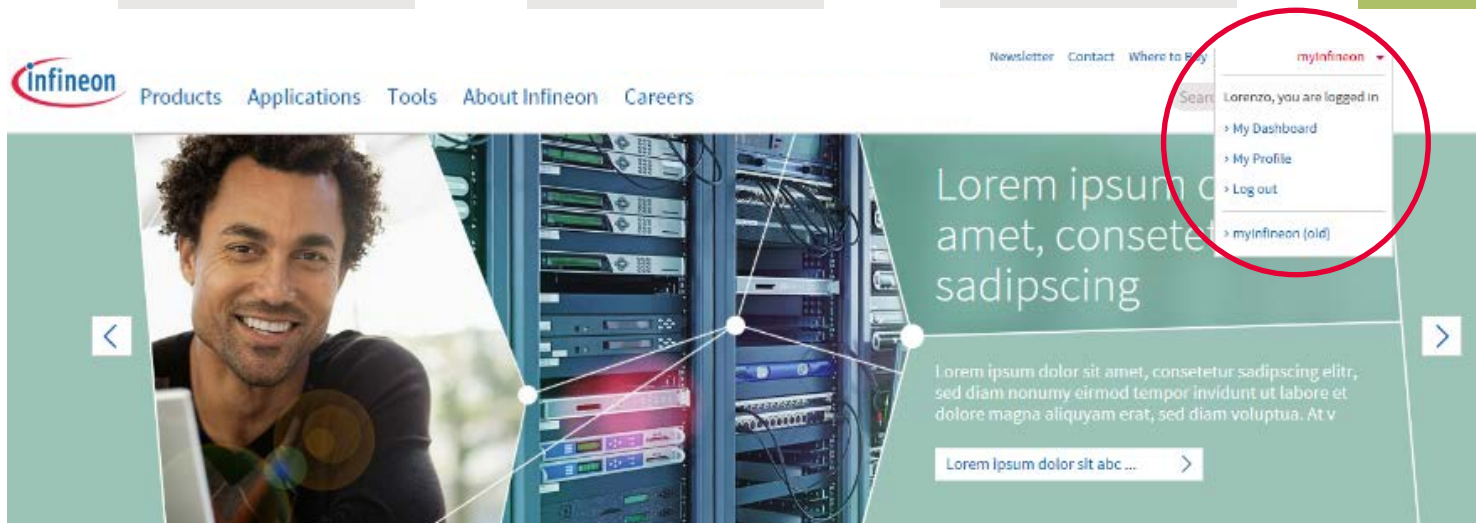 Newsletter Contact Where to Buy myInfineon
infineon
Products Applications Tools About Infineon Careers
Sear
Lorenzo, you are logged in
› My Dashboard
› My Profile
› Log out
› myInfineon (old)
Lorem ipsum d
amet, consetet
sadipscing
Lorem ipsum dolor sit amet, consetetur sadipscing elitr,
sed diam nonumy eirmod tempor invidunt ut labore et
dolore magna aliquyam erat, sed diam voluptua. At v
Lorem ipsum dolor sit abc ...